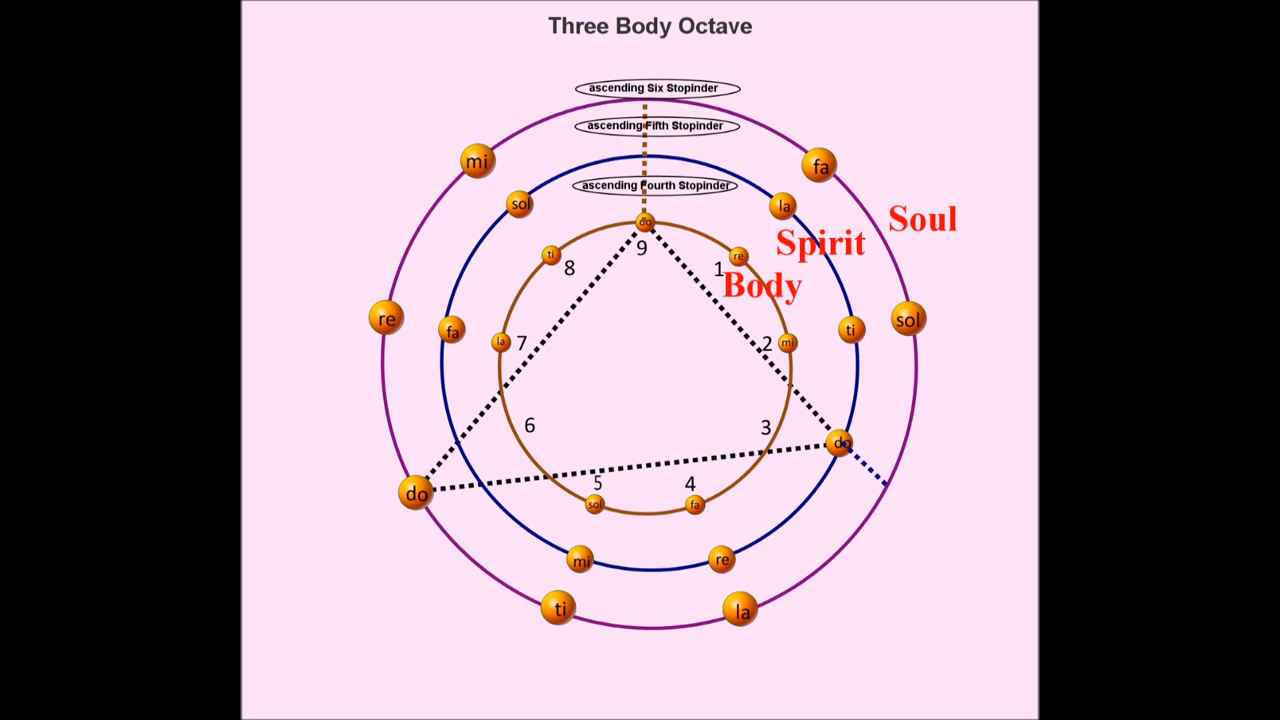 Three Body Octave
ascending Six Stopinder
ascending Fifth Stopinder
mi
fa
ascending Fourth Stopinder
sol
la
Soul
do
9
Spirit
ti
8
1
re
Body
re
fa
la
7
2
mi
ti
sol
6
3
do
do
5
4
sol
fa
mi
re
ti
la